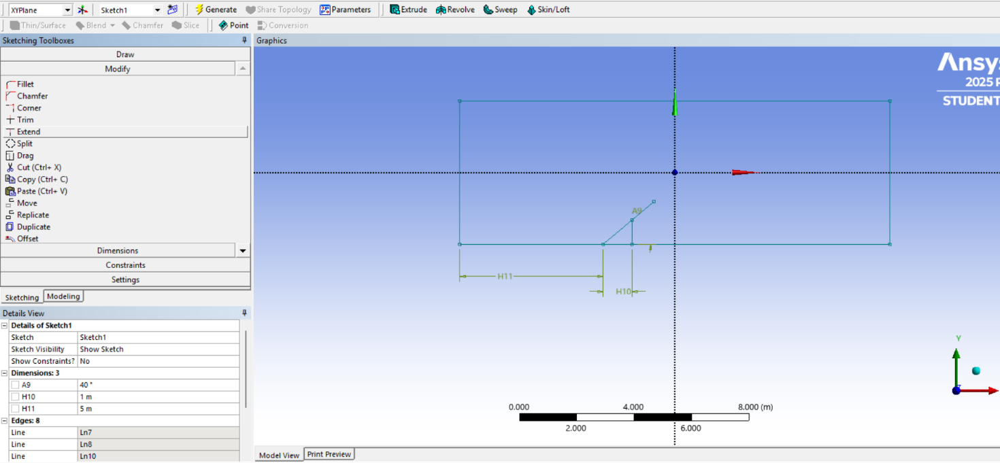 XYPlane Sketch1 Generate Share Topology Parameters Extrude Revolve Sweep Skin/Loft
Thin/Surface Blend Chamfer Slice Point Conversion
Sketching Toolboxes
Draw
Modify
Fillet
Chamfer
Corner
Trim
Extend
Split
Drag
Cut (Ctrl+ X)
Copy (Ctrl+ C)
Paste (Ctrl+ V)
Move
Replicate
Duplicate
Offset
Dimensions
Constraints
Settings
Sketching Modeling
Details View
Details of Sketch1
Sketch Sketch1
Sketch Visibility Show Sketch
Show Constraints? No
Dimensions: 3
A9 40 °
H10 1 m
H11 5 m
Edges: 8
Line Ln7
Line Ln8
Line Ln10
Graphics
Ansys
2025 R
STUDENT
A9
H11
H10
Y
0.000 4.000 8.000 (m)
2.000 6.000
Model View Print Preview